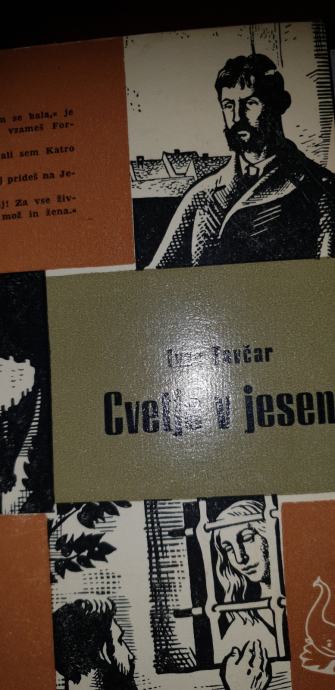 m se bala,« je
vzameš For-
ali sem Katro
j prideš na Je-
j! Za vse živ-
mož in žena.«
Tavčar
Cvetje v jesen